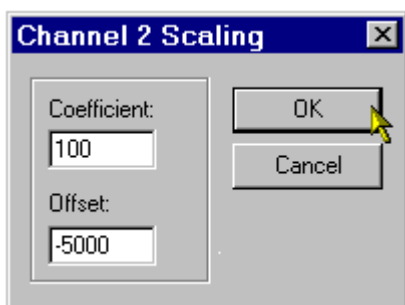 Channel 2 Scaling
Coefficient:
100
Offset:
-5000
OK
Cancel